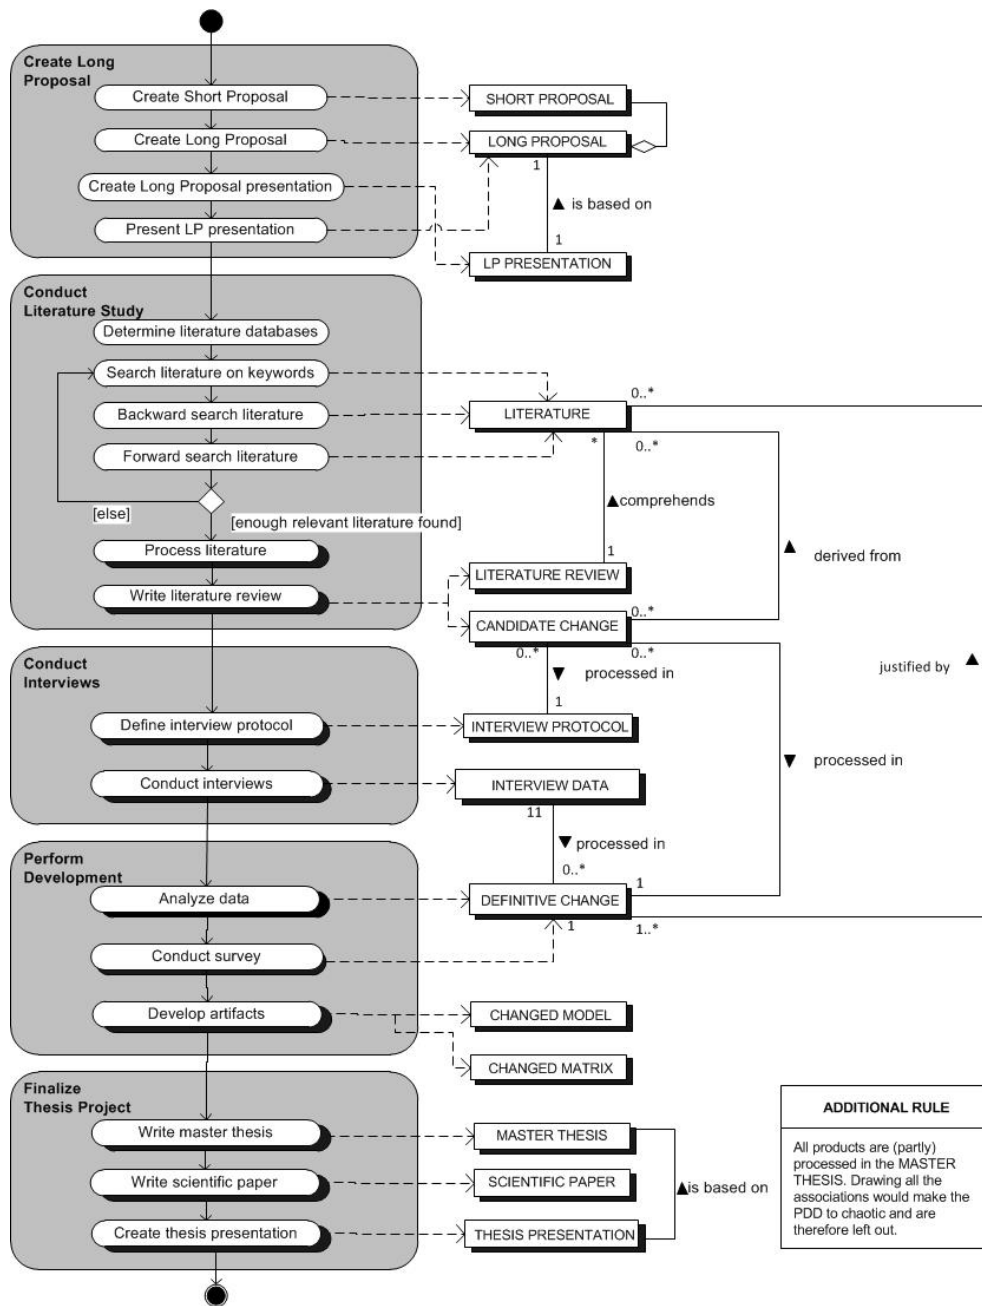 Create Long
Proposal
Create Short Proposal
SHORT PROPOSAL
Create Long Proposal
LONG PROPOSAL
1
Create Long Proposal presentation
▲ is based on
Present LP presentation
1
LP PRESENTATION
Conduct
Literature Study
Determine literature databases
Search literature on keywords
0..*
Backward search literature
LITERATURE
*
0..*
Forward search literature
[else]
[enough relevant literature found]
▲comprehends
Process literature
1
▲ derived from
LITERATURE REVIEW
Write literature review
0..*
CANDIDATE CHANGE
0..*
0..*
Conduct
Interviews
▼ processed in
justified by ▲
1
Define interview protocol
INTERVIEW PROTOCOL
▼ processed in
Conduct interviews
INTERVIEW DATA
11
▼ processed in
Perform
Development
0..*
1
Analyze data
DEFINITIVE CHANGE
1
1..*
Conduct survey
Develop artifacts
CHANGED MODEL
CHANGED MATRIX
Finalize
Thesis Project
Write master thesis
MASTER THESIS
Write scientific paper
SCIENTIFIC PAPER
▲is based on
Create thesis presentation
THESIS PRESENTATION
ADDITIONAL RULE
All products are (partly)
processed in the MASTER
THESIS. Drawing all the
associations would make the
PDD to chaotic and are
therefore left out.